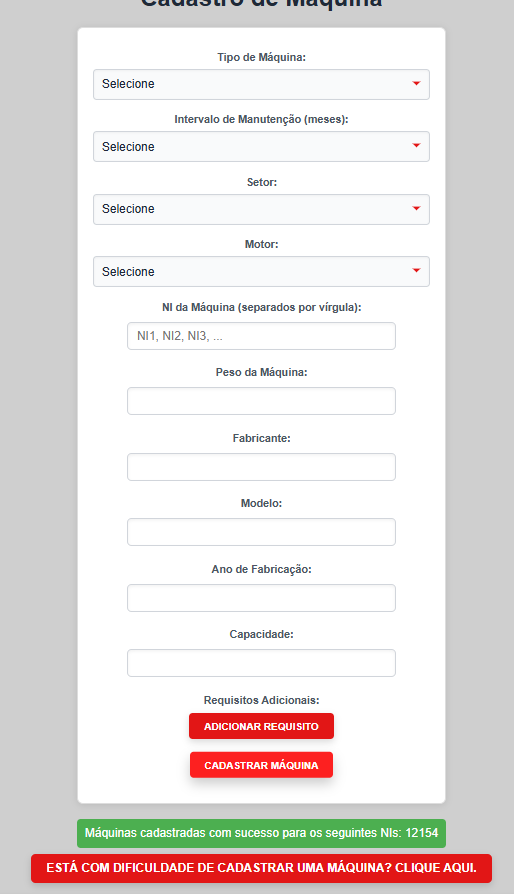 Cadastro de Máquina
Tipo de Máquina:
Selecione
Intervalo de Manutenção (meses):
Selecione
Setor:
Selecione
Motor:
Selecione
NI da Máquina (separados por vírgula):
NI1, NI2, NI3, ...
Peso da Máquina:
Fabricante:
Modelo:
Ano de Fabricação:
Capacidade:
Requisitos Adicionais:
ADICIONAR REQUISITO
CADASTRAR MÁQUINA
Máquinas cadastradas com sucesso para os seguintes NIs: 12154
ESTÁ COM DIFICULDADE DE CADASTRAR UMA MÁQUINA? CLIQUE AQUI.